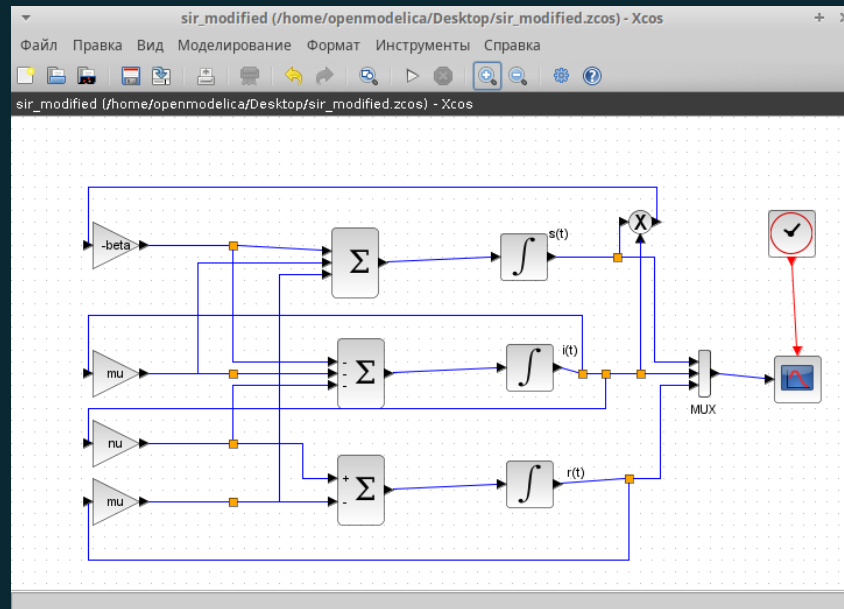 sir_modified (/home/openmodelica/Desktop/sir_modified.zcos) - Xcos
Файл Правка Вид Моделирование Формат Инструменты Справка
sir_modified (/home/openmodelica/Desktop/sir_modified.zcos) - Xcos
-beta
Σ
∫
s(t)
X
mu
-
-
-
Σ
∫
i(t)
MUX
nu
mu
+
-
Σ
∫
r(t)